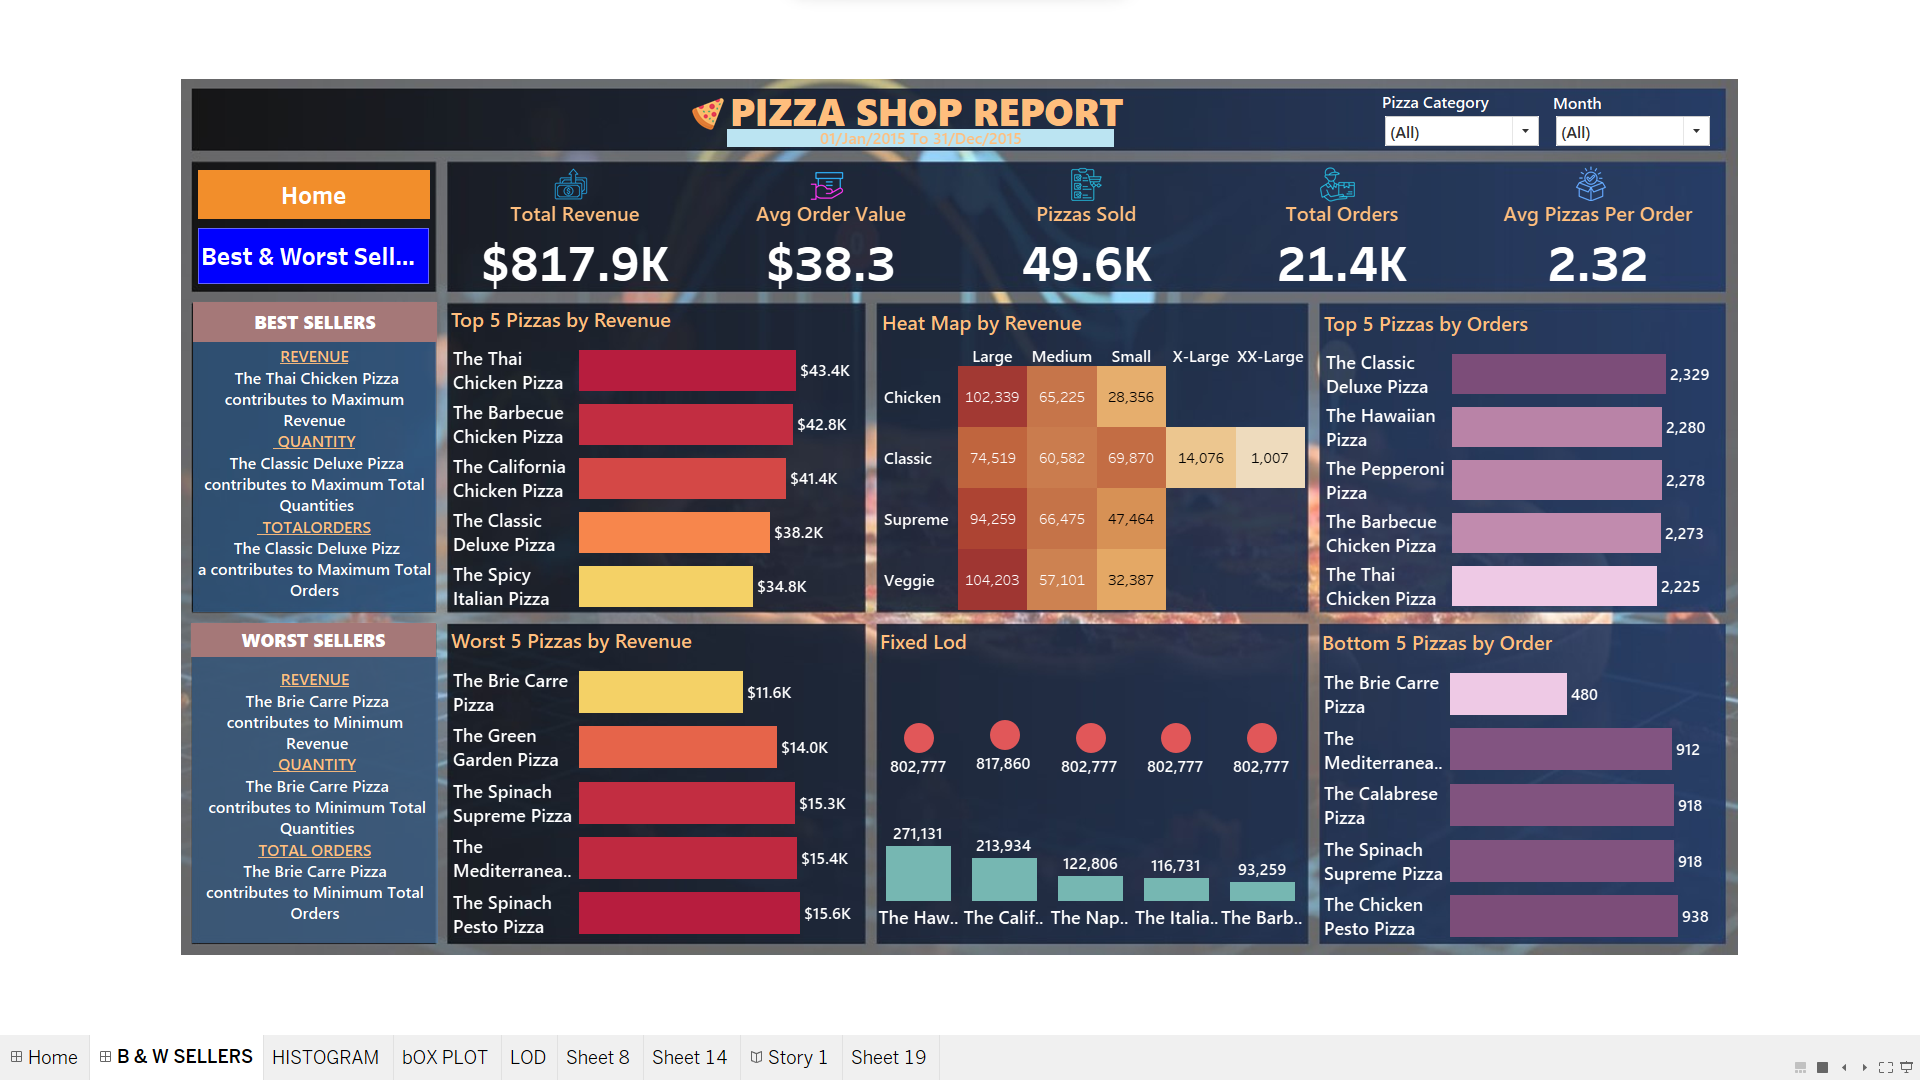 PIZZA SHOP REPORT
01/Jan/2015 To 31/Dec/2015
Pizza Category
Month
(All)
(All)
Home
Best & Worst Sell...
Total Revenue
Avg Order Value
Pizzas Sold
Total Orders
Avg Pizzas Per Order
$817.9K
$38.3
49.6K
21.4K
2.32
BEST SELLERS
REVENUE
The Thai Chicken Pizza
contributes to Maximum
Revenue
QUANTITY
The Classic Deluxe Pizza
contributes to Maximum Total
Quantities
TOTALORDERS
The Classic Deluxe Pizz
a contributes to Maximum Total
Orders
Top 5 Pizzas by Revenue
The Thai
Chicken Pizza
$43.4K
The Barbecue
Chicken Pizza
$42.8K
The California
Chicken Pizza
$41.4K
The Classic
Deluxe Pizza
$38.2K
The Spicy
Italian Pizza
$34.8K
Heat Map by Revenue
Large Medium Small X-Large XX-Large
Chicken 102,339 65,225 28,356
Classic 74,519 60,582 69,870 14,076 1,007
Supreme 94,259 66,475 47,464
Veggie 104,203 57,101 32,387
Top 5 Pizzas by Orders
The Classic
Deluxe Pizza
2,329
The Hawaiian
Pizza
2,280
The Pepperoni
Pizza
2,278
The Barbecue
Chicken Pizza
2,273
The Thai
Chicken Pizza
2,225
WORST SELLERS
REVENUE
The Brie Carre Pizza
contributes to Minimum
Revenue
QUANTITY
The Brie Carre Pizza
contributes to Minimum Total
Quantities
TOTAL ORDERS
The Brie Carre Pizza
contributes to Minimum Total
Orders
Worst 5 Pizzas by Revenue
The Brie Carre
Pizza
$11.6K
The Green
Garden Pizza
$14.0K
The Spinach
Supreme Pizza
$15.3K
The
Mediterranea..
$15.4K
The Spinach
Pesto Pizza
$15.6K
Fixed Lod
802,777 817,860 802,777 802,777 802,777
271,131 213,934 122,806 116,731 93,259
The Haw.. The Calif.. The Nap.. The Italia.. The Barb..
Bottom 5 Pizzas by Order
The Brie Carre
Pizza
480
The
Mediterranea..
912
The Calabrese
Pizza
918
The Spinach
Supreme Pizza
918
The Chicken
Pesto Pizza
938
Home B & W SELLERS HISTOGRAM bOX PLOT LOD Sheet 8 Sheet 14 Story 1 Sheet 19